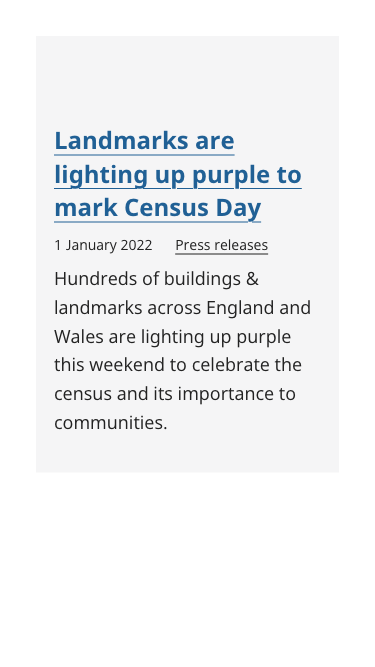 Landmarks are
lighting up purple to
mark Census Day
1 January 2022 Press releases
Hundreds of buildings &
landmarks across England and
Wales are lighting up purple
this weekend to celebrate the
census and its importance to
communities.